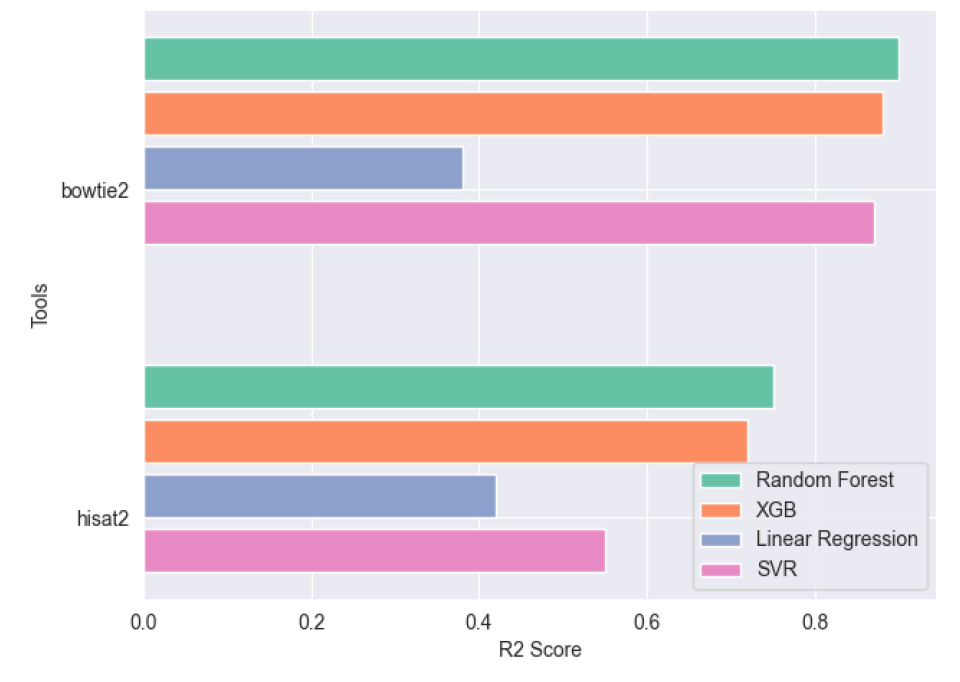 bowtie2
Tools
hisat2
Random Forest
XGB
Linear Regression
SVR
0.0 0.2 0.4 0.6 0.8
R2 Score